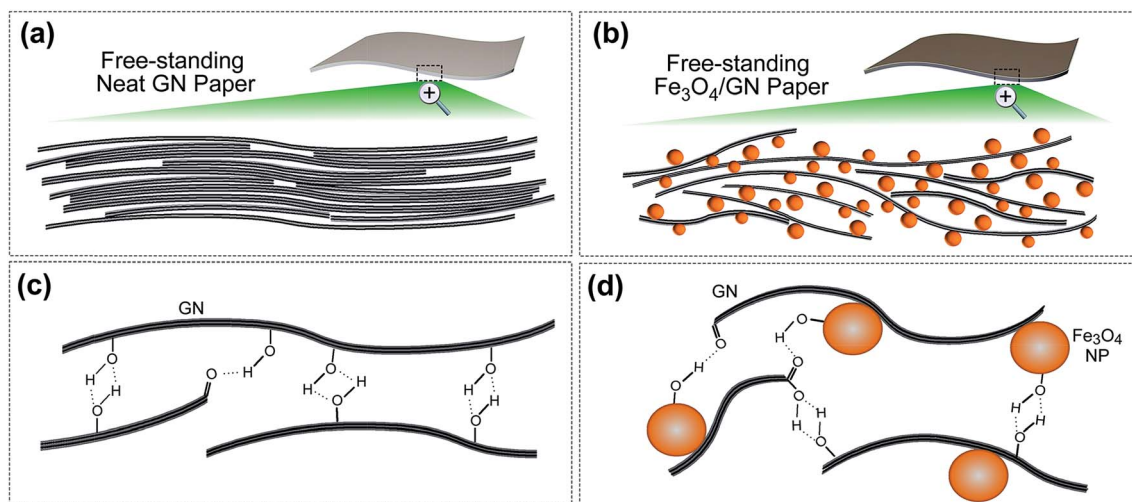 (a)
Free-standing
Neat GN Paper
(b)
Free-standing
Fe₃O₄/GN Paper
(c)
GN
O
H
H
O
O
H
O
O
H
H
O
O
H
H
O
(d)
GN
O
H
O
H
O
O
O
H
H
O
Fe₃O₄
NP
O
H
H
O